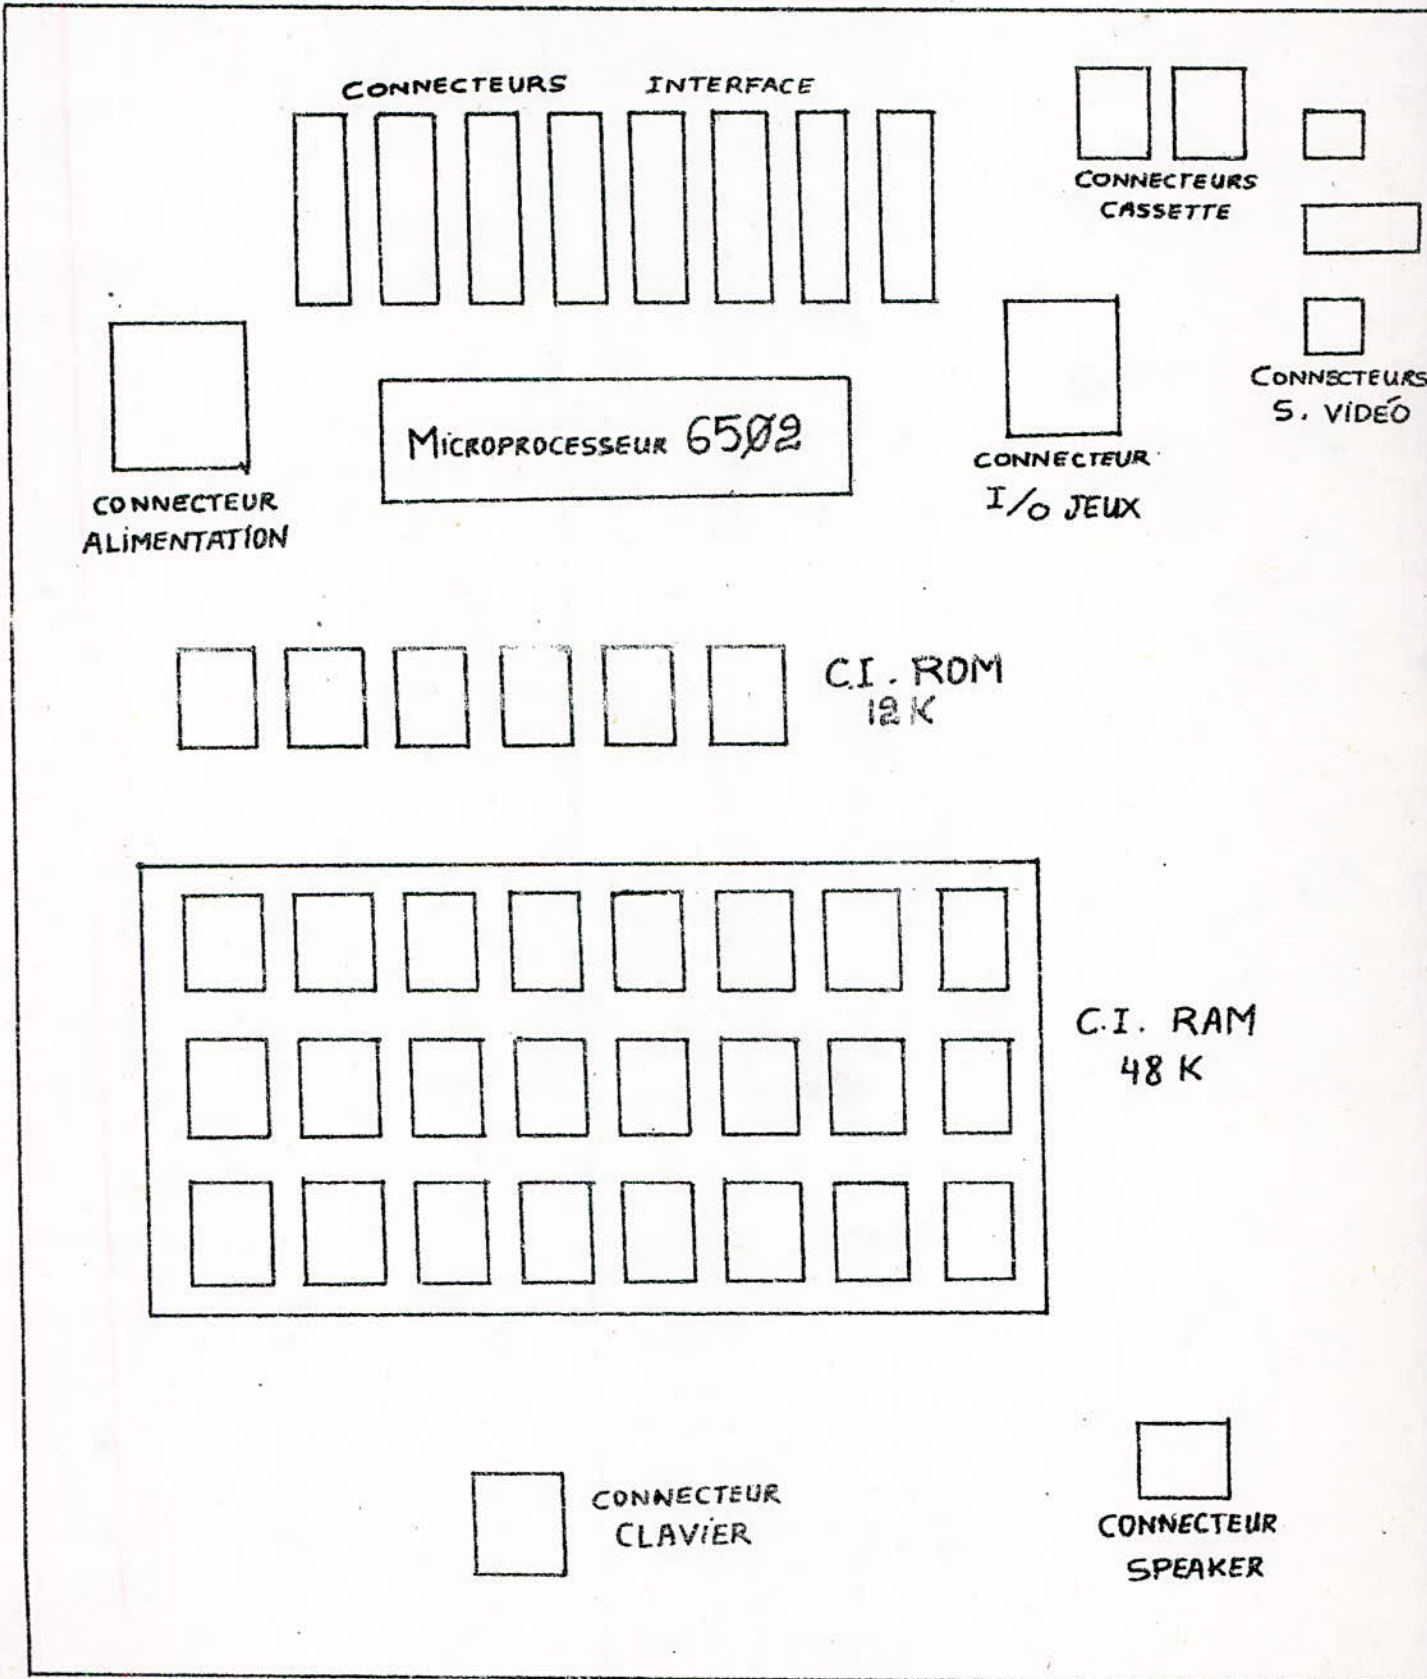 CONNECTEURS INTERFACE
CONNECTEURS
CASSETTE
CONNECTEURS
S. VIDÉO
MICROPROCESSEUR 65Ø2
CONNECTEUR
I/O JEUX
CONNECTEUR
ALIMENTATION
C.I. ROM
12 K
C.I. RAM
48 K
CONNECTEUR
CLAVIER
CONNECTEUR
SPEAKER